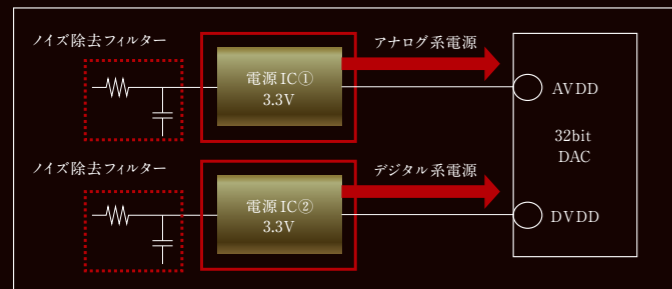 ノイズ除去フィルター
電源IC①
3.3V
アナログ系電源
AVDD
32bit
DAC
ノイズ除去フィルター
電源IC②
3.3V
デジタル系電源
DVDD